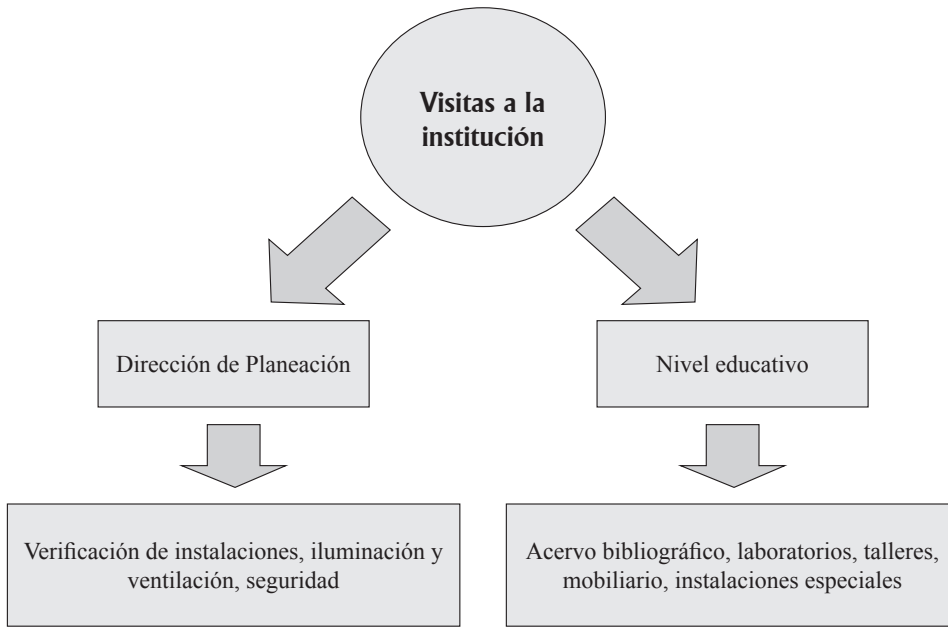 Visitas a la
institución
Dirección de Planeación
Nivel educativo
Verificación de instalaciones, iluminación y
ventilación, seguridad
Acervo bibliográfico, laboratorios, talleres,
mobiliario, instalaciones especiales